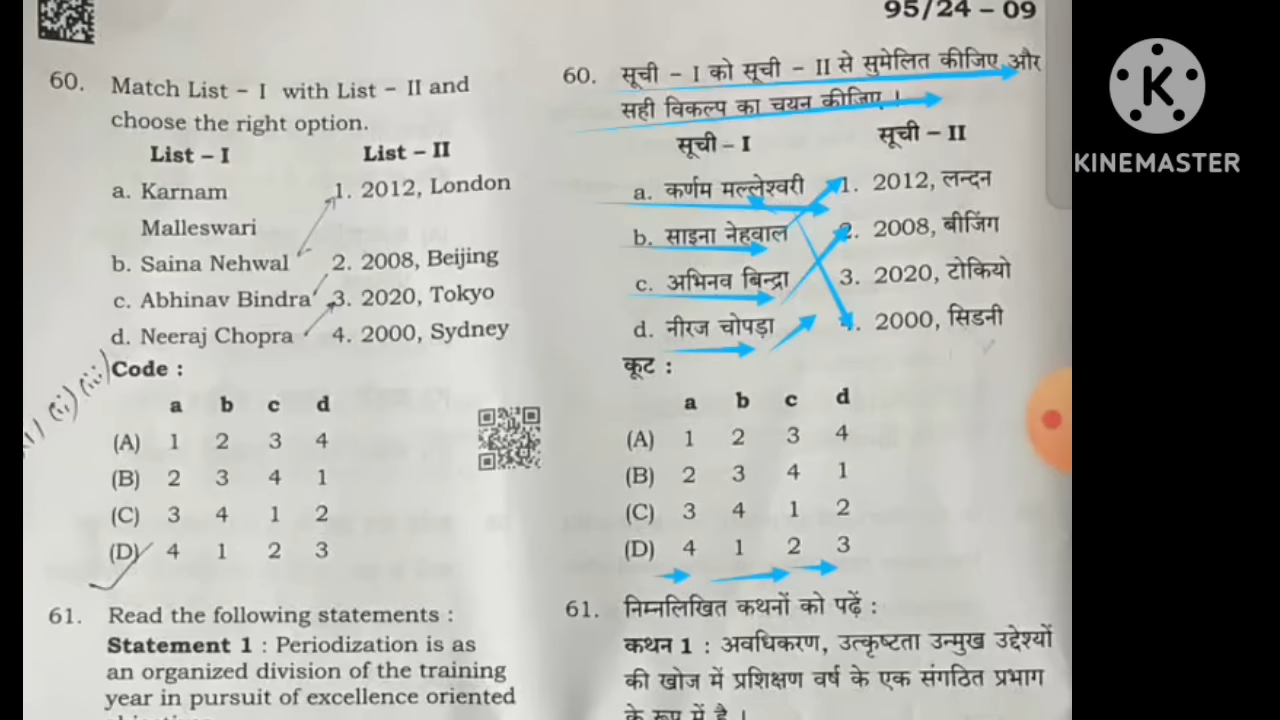 95/24 – 09
60. Match List – I with List – II and
choose the right option.
List – I List – II
a. Karnam 1. 2012, London
Malleswari
b. Saina Nehwal 2. 2008, Beijing
c. Abhinav Bindra 3. 2020, Tokyo
d. Neeraj Chopra 4. 2000, Sydney
Code :
a b c d
(A) 1 2 3 4
(B) 2 3 4 1
(C) 3 4 1 2
(D) 4 1 2 3
61. Read the following statements :
Statement 1 : Periodization is as
an organized division of the training
year in pursuit of excellence oriented
60. सूची – I को सूची – II से सुमेलित कीजिए और
सही विकल्प का चयन कीजिए ।
सूची – I सूची – II
a. कर्णम मल्लेश्वरी 1. 2012, लन्दन
b. साइना नेहवाल 2. 2008, बीजिंग
c. अभिनव बिन्द्रा 3. 2020, टोकियो
d. नीरज चोपड़ा 4. 2000, सिडनी
कूट :
a b c d
(A) 1 2 3 4
(B) 2 3 4 1
(C) 3 4 1 2
(D) 4 1 2 3
61. निम्नलिखित कथनों को पढ़ें :
कथन 1 : अवधिकरण, उत्कृष्टता उन्मुख उद्देश्यों
की खोज में प्रशिक्षण वर्ष के एक संगठित प्रभाग
के रूप में है ।
(ii) (iii)
K
KINEMASTER